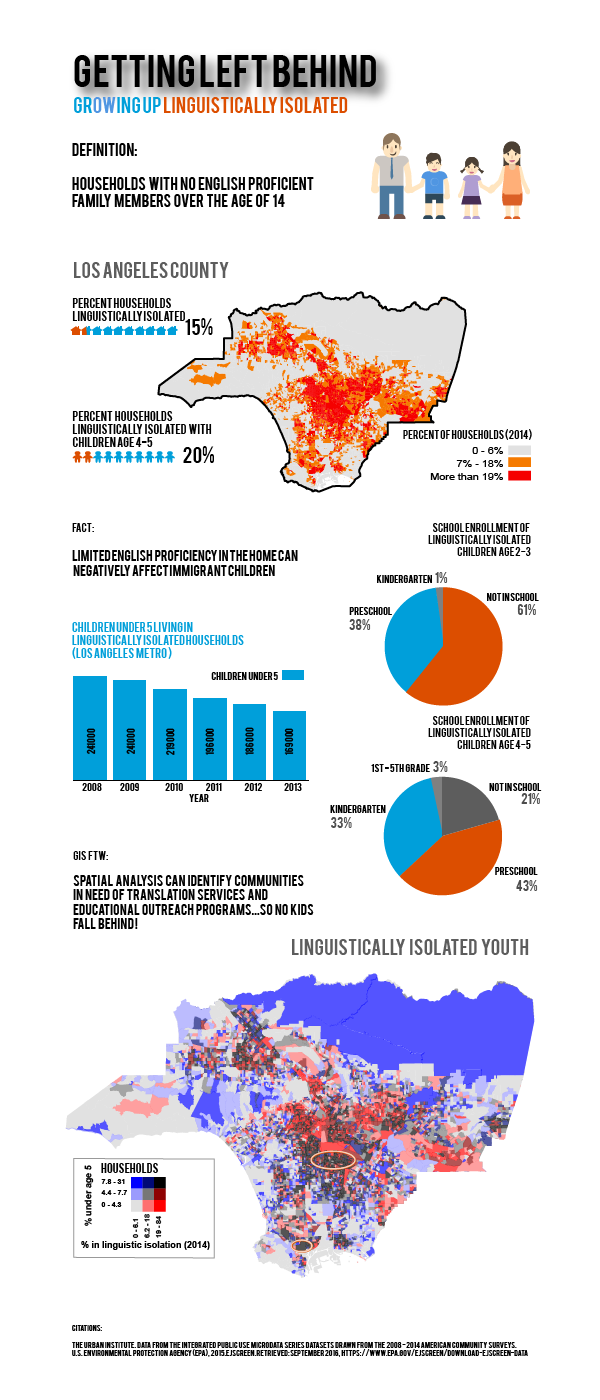 GETTING LEFT BEHIND
GROWING UP LINGUISTICALLY ISOLATED
DEFINITION:
HOUSEHOLDS WITH NO ENGLISH PROFICIENT
FAMILY MEMBERS OVER THE AGE OF 14
LOS ANGELES COUNTY
PERCENT HOUSEHOLDS
LINGUISTICALLY ISOLATED 15%
PERCENT HOUSEHOLDS
LINGUISTICALLY ISOLATED WITH
CHILDREN AGE 4-5
20%
PERCENT OF HOUSEHOLDS (2014)
0 - 6%
7% - 18%
More than 19%
FACT:
LIMITED ENGLISH PROFICIENCY IN THE HOME CAN
NEGATIVELY AFFECT IMMIGRANT CHILDREN
SCHOOL ENROLLMENT OF
LINGUISTICALLY ISOLATED
CHILDREN AGE 2-3
KINDERGARTEN 1%
NOT IN SCHOOL
61%
PRESCHOOL
38%
CHILDREN UNDER 5 LIVING IN
LINGUISTICALLY ISOLATED HOUSEHOLDS
(LOS ANGELES METRO )
CHILDREN UNDER 5
241000
241000
219000
196000
186000
169000
2008 2009 2010 2011 2012 2013
YEAR
SCHOOL ENROLLMENT OF
LINGUISTICALLY ISOLATED
CHILDREN AGE 4-5
1ST-5TH GRADE 3%
NOT IN SCHOOL
21%
KINDERGARTEN
33%
PRESCHOOL
43%
GIS FTW:
SPATIAL ANALYSIS CAN IDENTIFY COMMUNITIES
IN NEED OF TRANSLATION SERVICES AND
EDUCATIONAL OUTREACH PROGRAMS...SO NO KIDS
FALL BEHIND!
LINGUISTICALLY ISOLATED YOUTH
HOUSEHOLDS
% under age 5
7.8 - 31
4.4 - 7.7
0 - 4.3
0 - 6.1
6.2 - 18
19 - 84
% in linguistic isolation (2014)
CITATIONS:
THE URBAN INSTITUTE. DATA FROM THE INTEGRATED PUBLIC USE MICRODATA SERIES DATASETS DRAWN FROM THE 2008-2014 AMERICAN COMMUNITY SURVEYS.
U.S. ENVIRONMENTAL PROTECTION AGENCY (EPA), 2015.EJSCREEN.RETRIEVED:SEPTEMBER 2016, HTTPS://WWW.EPA.GOV/EJSCREEN/DOWNLOAD-EJSCREEN-DATA